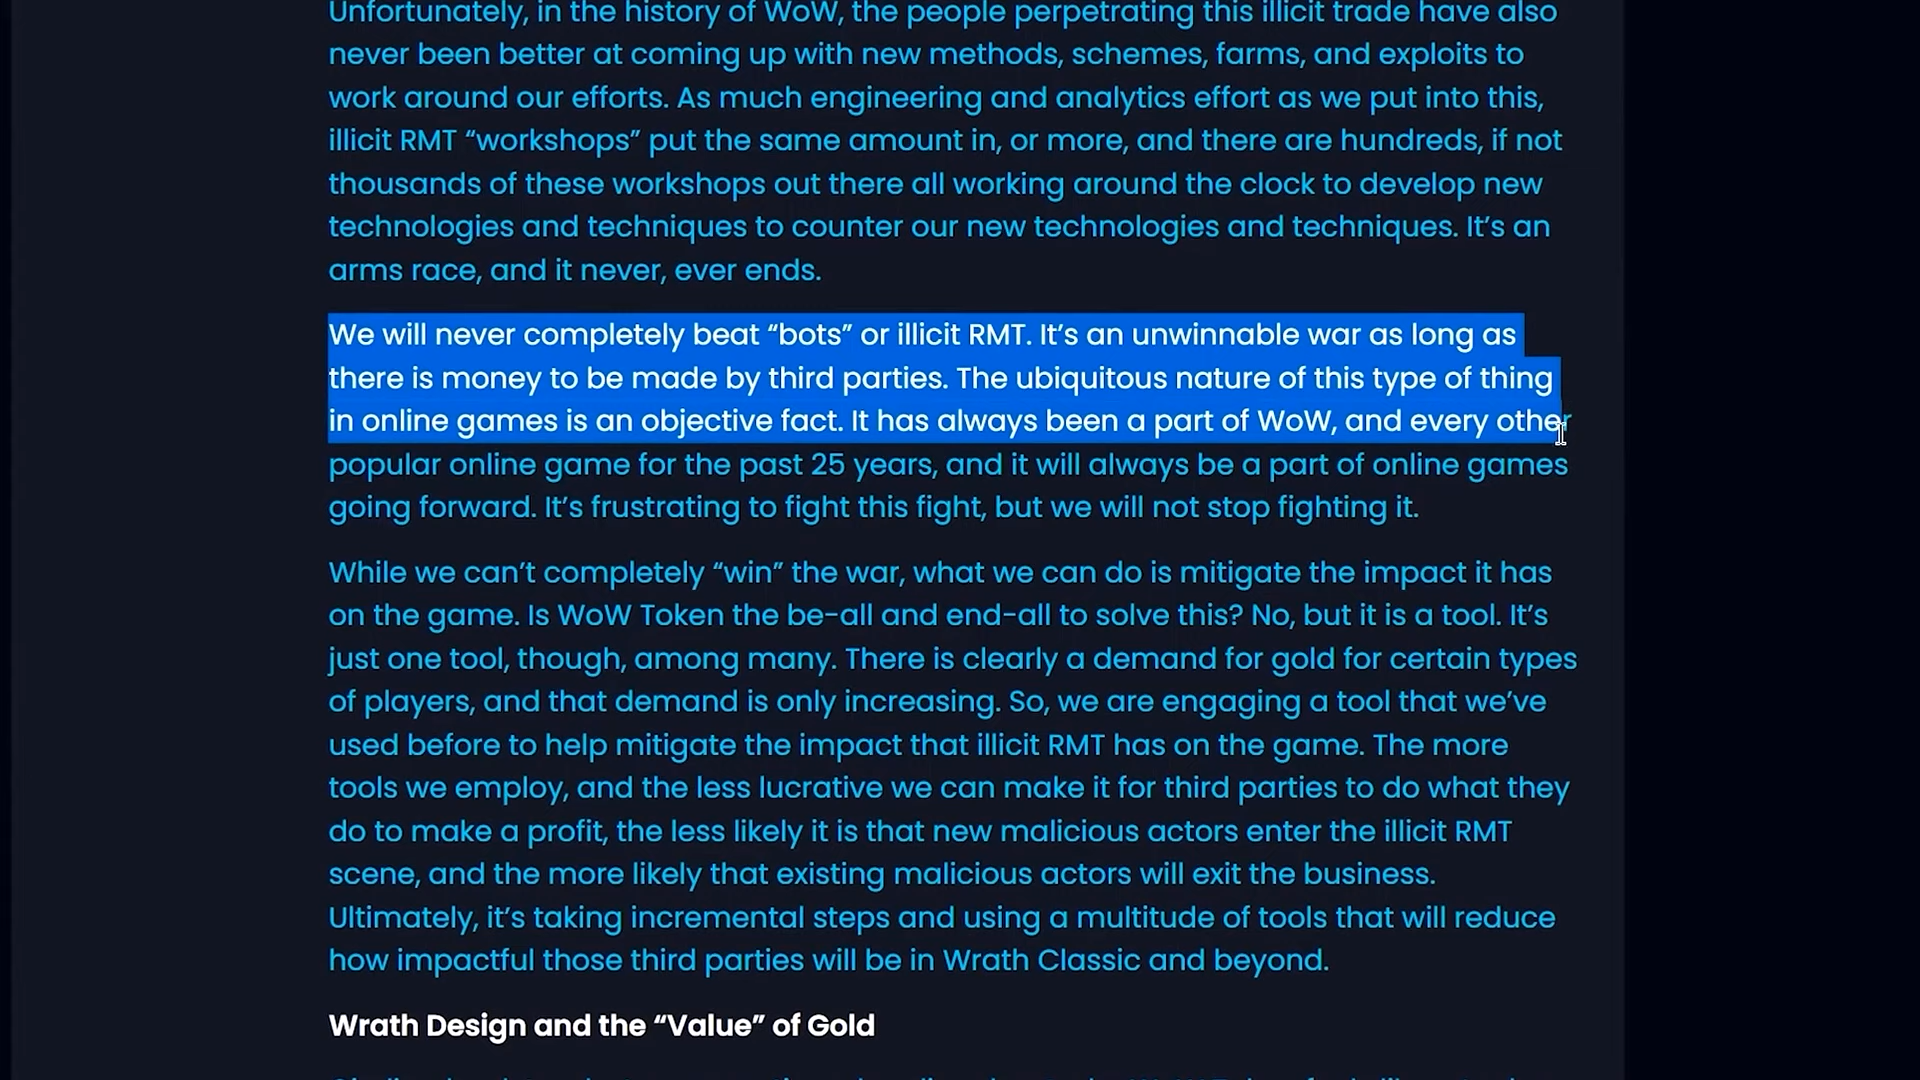 Unfortunately, in the history of WoW, the people perpetrating this illicit trade have also
never been better at coming up with new methods, schemes, farms, and exploits to
work around our efforts. As much engineering and analytics effort as we put into this,
illicit RMT “workshops” put the same amount in, or more, and there are hundreds, if not
thousands of these workshops out there all working around the clock to develop new
technologies and techniques to counter our new technologies and techniques. It’s an
arms race, and it never, ever ends.
We will never completely beat “bots” or illicit RMT. It’s an unwinnable war as long as
there is money to be made by third parties. The ubiquitous nature of this type of thing
in online games is an objective fact. It has always been a part of WoW, and every other
popular online game for the past 25 years, and it will always be a part of online games
going forward. It’s frustrating to fight this fight, but we will not stop fighting it.
While we can’t completely “win” the war, what we can do is mitigate the impact it has
on the game. Is WoW Token the be-all and end-all to solve this? No, but it is a tool. It’s
just one tool, though, among many. There is clearly a demand for gold for certain types
of players, and that demand is only increasing. So, we are engaging a tool that we’ve
used before to help mitigate the impact that illicit RMT has on the game. The more
tools we employ, and the less lucrative we can make it for third parties to do what they
do to make a profit, the less likely it is that new malicious actors enter the illicit RMT
scene, and the more likely that existing malicious actors will exit the business.
Ultimately, it’s taking incremental steps and using a multitude of tools that will reduce
how impactful those third parties will be in Wrath Classic and beyond.
Wrath Design and the “Value” of Gold